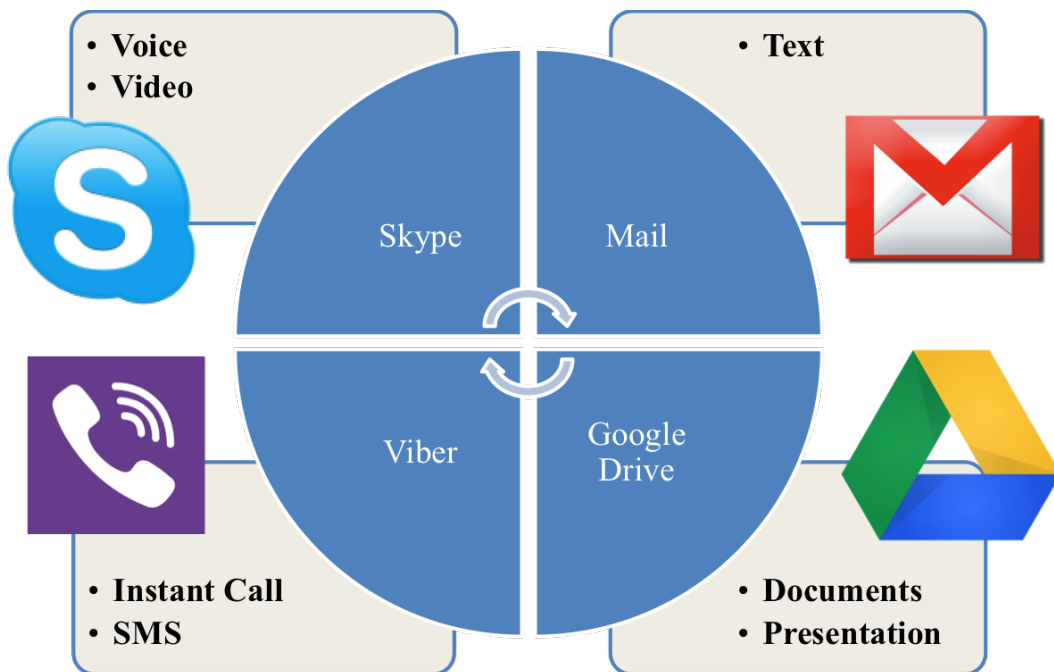 • Voice
• Video
• Text
S
Skype
Mail
Viber
Google
Drive
• Instant Call
• SMS
• Documents
• Presentation